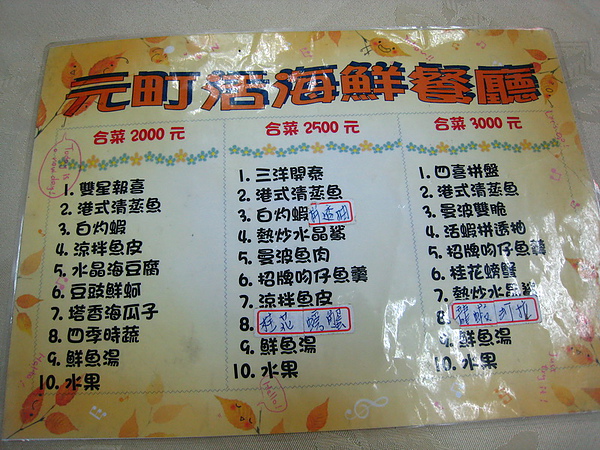 元町活海鮮餐廳
合菜 2000 元
1. 雙星報喜
2. 港式清蒸魚
3. 白灼蝦
4. 涼拌魚皮
5. 水晶海豆腐
6. 豆豉鮮蚵
7. 塔香海瓜子
8. 四季時蔬
9. 鮮魚湯
10. 水果
合菜 2500 元
1. 三洋開泰
2. 港式清蒸魚
3. 白灼蝦
4. 熱炒水晶鯊
5. 曼波魚肉
6. 招牌吻仔魚羹
7. 涼拌魚皮
8. 桂花螃蟹
9. 鮮魚湯
10. 水果
合菜 3000 元
1. 四喜拼盤
2. 港式清蒸魚
3. 曼波雙脆
4. 活蝦拼透抽
5. 招牌吻仔魚羹
6. 桂花螃蟹
7. 熱炒水晶鯊
8.
9. 鮮魚湯
10. 水果
Hello!